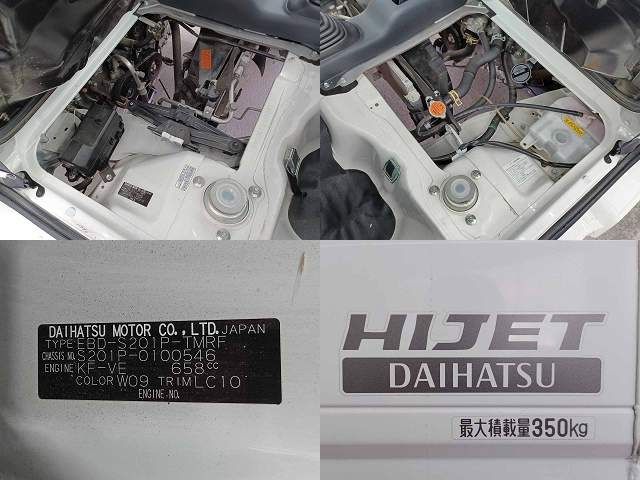 DAIHATSU MOTOR CO.,LTD. JAPAN
TYPE EBD-S201P-TMRF
CHASSIS NO. S201P-0100546
ENGINE KF-VE 658cc
COLOR W09 TRIM LC10
ENGINE NO.
HIJET
DAIHATSU
最大積載量350kg